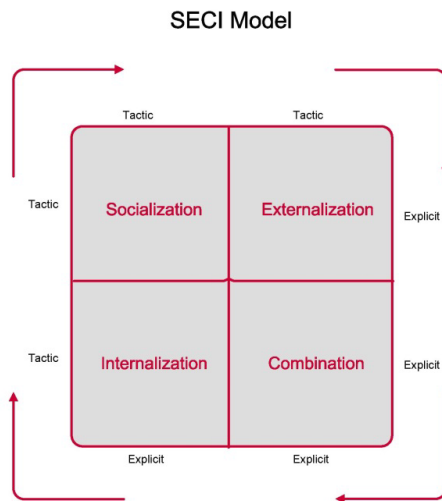 SECI Model
Tactic Tactic
Tactic Socialization Externalization Explicit
Tactic Internalization Combination Explicit
Explicit Explicit